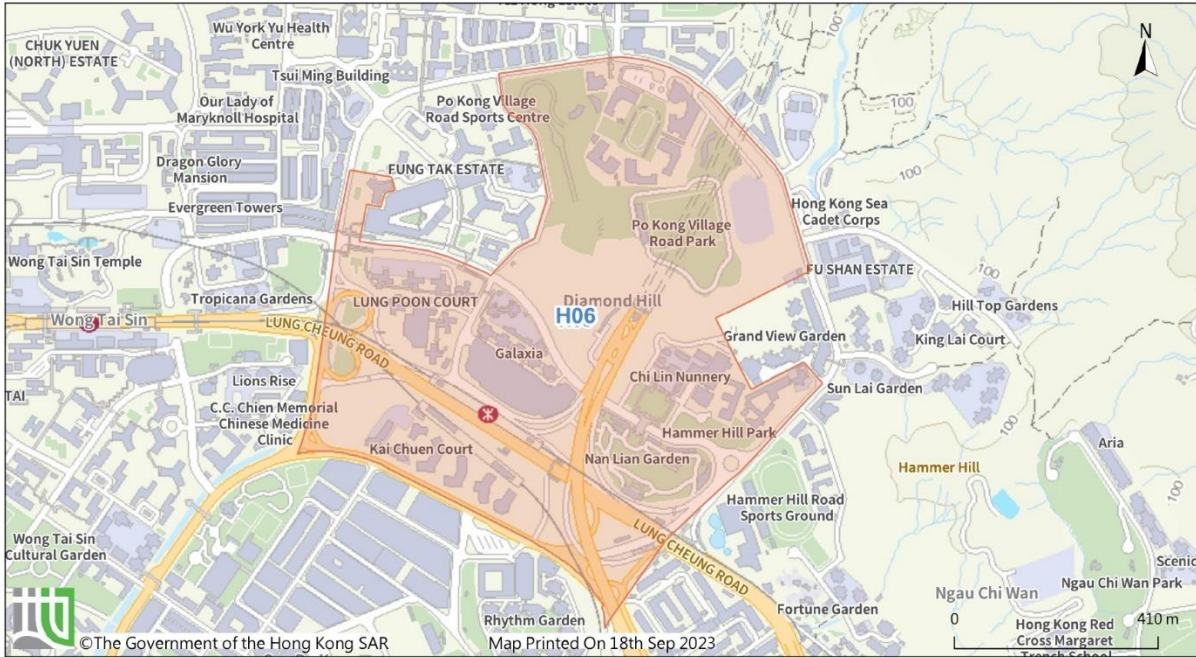 CHUK YUEN
(NORTH) ESTATE
Wu York Yu Health
Centre
Tsui Ming Building
Our Lady of
Maryknoll Hospital
Po Kong Village
Road Sports Centre
Dragon Glory
Mansion
FUNG TAK ESTATE
Evergreen Towers
Wong Tai Sin Temple
Tropicana Gardens
Wong Tai Sin
LUNG POON COURT
LUNG CHEUNG ROAD
Galaxia
Diamond Hill
H06
Po Kong Village
Road Park
Hong Kong Sea
Cadet Corps
FU SHAN ESTATE
Hill Top Gardens
Grand View Garden
King Lai Court
Chi Lin Nunnery
Sun Lai Garden
Lions Rise
TAI
C.C. Chien Memorial
Chinese Medicine
Clinic
Kai Chuen Court
Hammer Hill Park
Nan Lian Garden
Aria
Hammer Hill
Hammer Hill Road
Sports Ground
LUNG CHEUNG ROAD
Wong Tai Sin
Cultural Garden
Rhythm Garden
Fortune Garden
Ngau Chi Wan
Scenic
Ngau Chi Wan Park
Hong Kong Red
Cross Margaret
Trench School
N
100
100
100
100
100
100
100
0 410 m
©The Government of the Hong Kong SAR
Map Printed On 18th Sep 2023